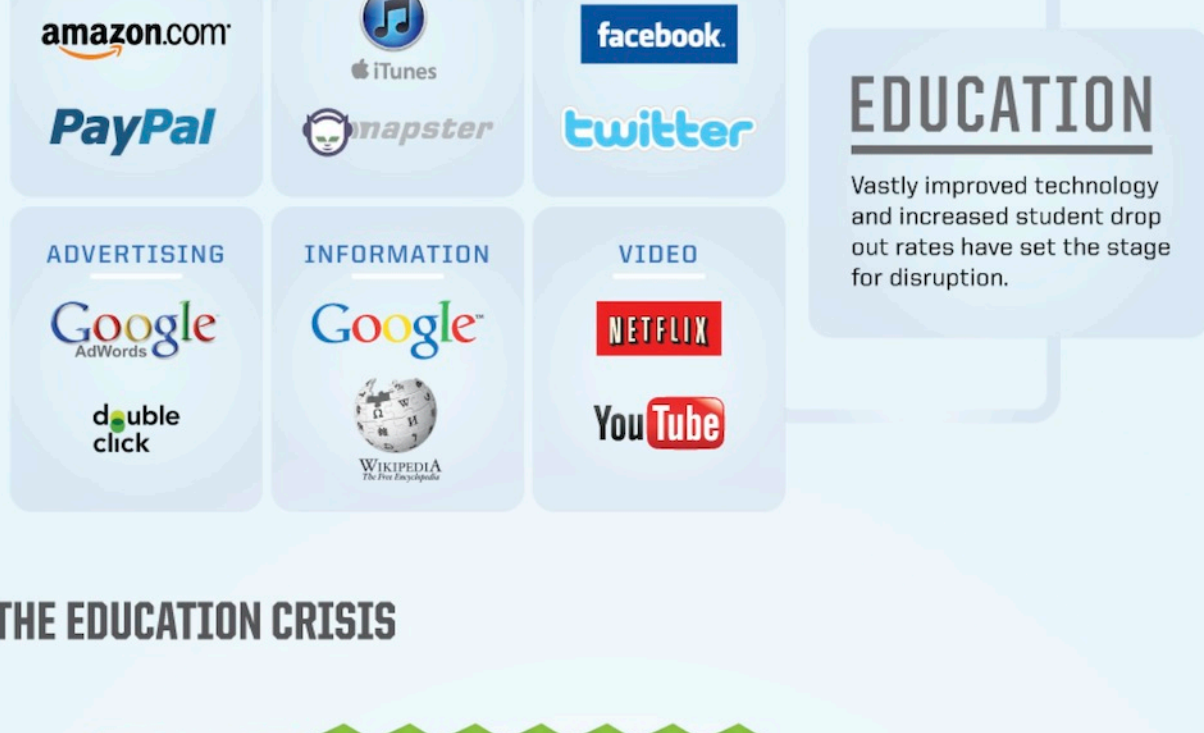 amazon.com
PayPal
iTunes
napster
facebook.
twitter
EDUCATION
Vastly improved technology
and increased student drop
out rates have set the stage
for disruption.
ADVERTISING
Google
AdWords
double
click
INFORMATION
Google™
WIKIPEDIA
The Free Encyclopedia
VIDEO
NETFLIX
YouTube
THE EDUCATION CRISIS